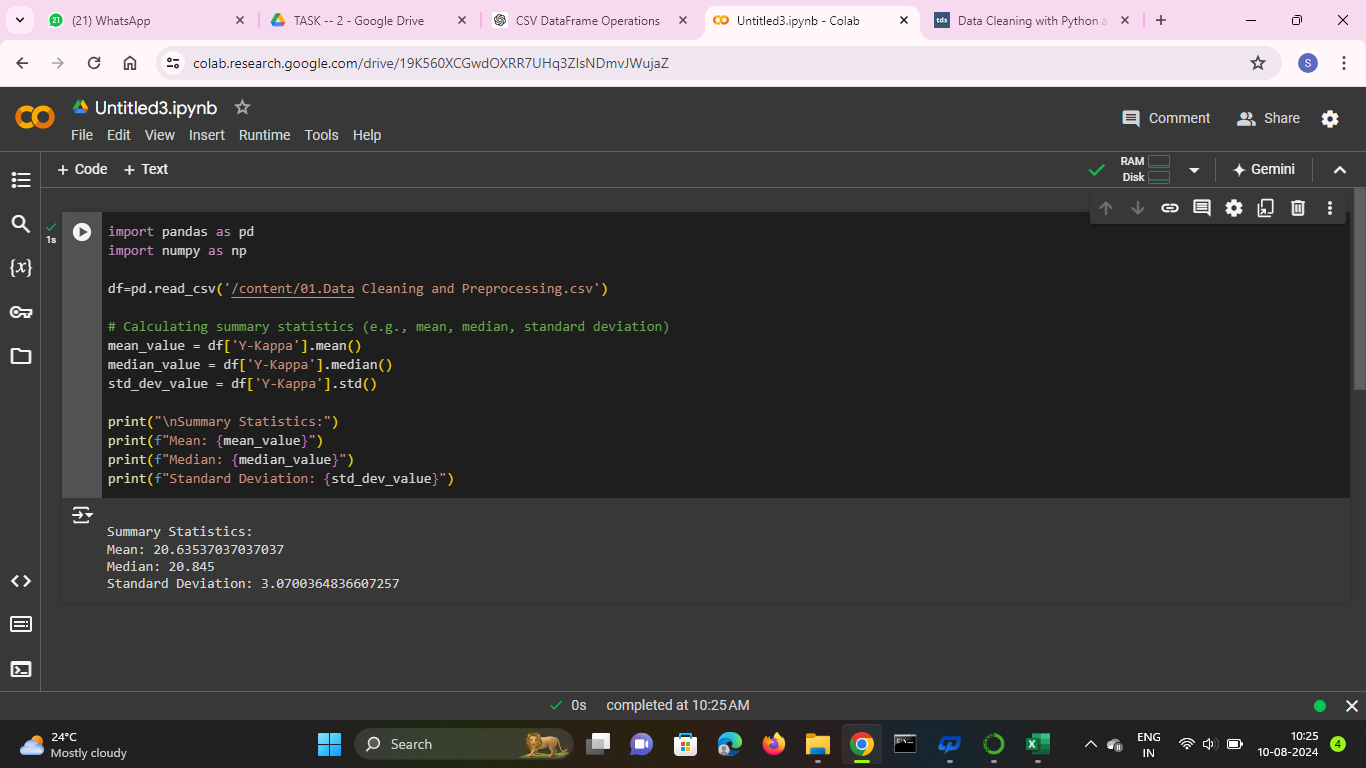 (21) WhatsApp
TASK -- 2 - Google Drive
CSV DataFrame Operations
Untitled3.ipynb - Colab
Data Cleaning with Python a
colab.research.google.com/drive/19K560XCGwdOXRR7UHq3ZIsNDmvJWujaZ
S
Untitled3.ipynb
File Edit View Insert Runtime Tools Help
Comment Share
+ Code + Text
RAM
Disk
Gemini
1s
import pandas as pd
import numpy as np
df=pd.read_csv('/content/01.Data Cleaning and Preprocessing.csv')
# Calculating summary statistics (e.g., mean, median, standard deviation)
mean_value = df['Y-Kappa'].mean()
median_value = df['Y-Kappa'].median()
std_dev_value = df['Y-Kappa'].std()
print("\nSummary Statistics:")
print(f"Mean: {mean_value}")
print(f"Median: {median_value}")
print(f"Standard Deviation: {std_dev_value}")
Summary Statistics:
Mean: 20.63537037037037
Median: 20.845
Standard Deviation: 3.0700364836607257
0s completed at 10:25 AM
24°C
Mostly cloudy
Search
ENG
IN
10:25
10-08-2024
4